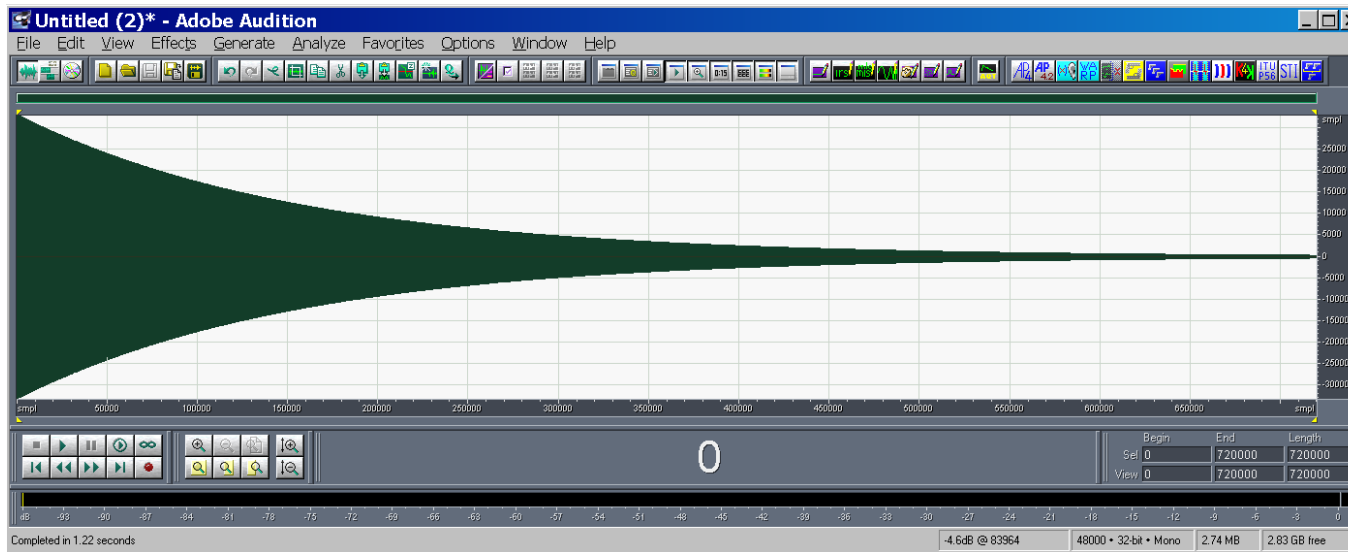 Untitled (2)* - Adobe Audition
File Edit View Effects Generate Analyze Favorites Options Window Help
smpl
25000
20000
15000
10000
5000
0
-5000
-10000
-15000
-20000
-25000
-30000
smpl 50000 100000 150000 200000 250000 300000 350000 400000 450000 500000 550000 600000 650000 smpl
0
Begin End Length
Sel 0 720000 720000
View 0 720000 720000
dB -93 -90 -87 -84 -81 -78 -75 -72 -69 -66 -63 -60 -57 -54 -51 -48 -45 -42 -39 -36 -33 -30 -27 -24 -21 -18 -15 -12 -9 -6 -3 0
Completed in 1.22 seconds -4.6dB @ 83964 48000 • 32-bit • Mono 2.74 MB 2.83 GB free